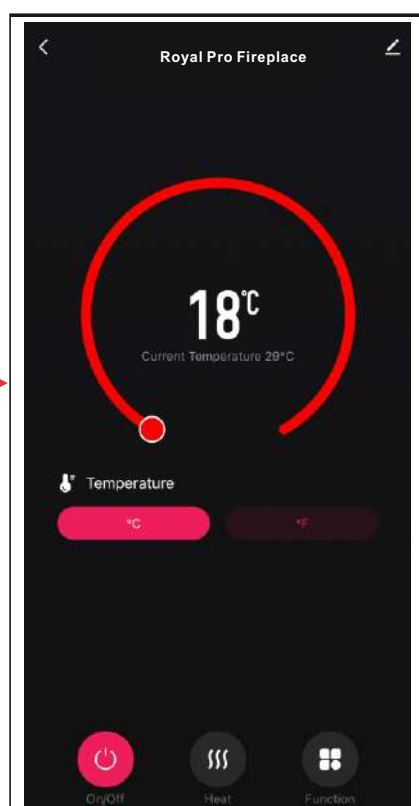 Royal Pro Fireplace
18°C
Current Temperature 29°C
Temperature
°C
°F
On/Off
Heat
Function